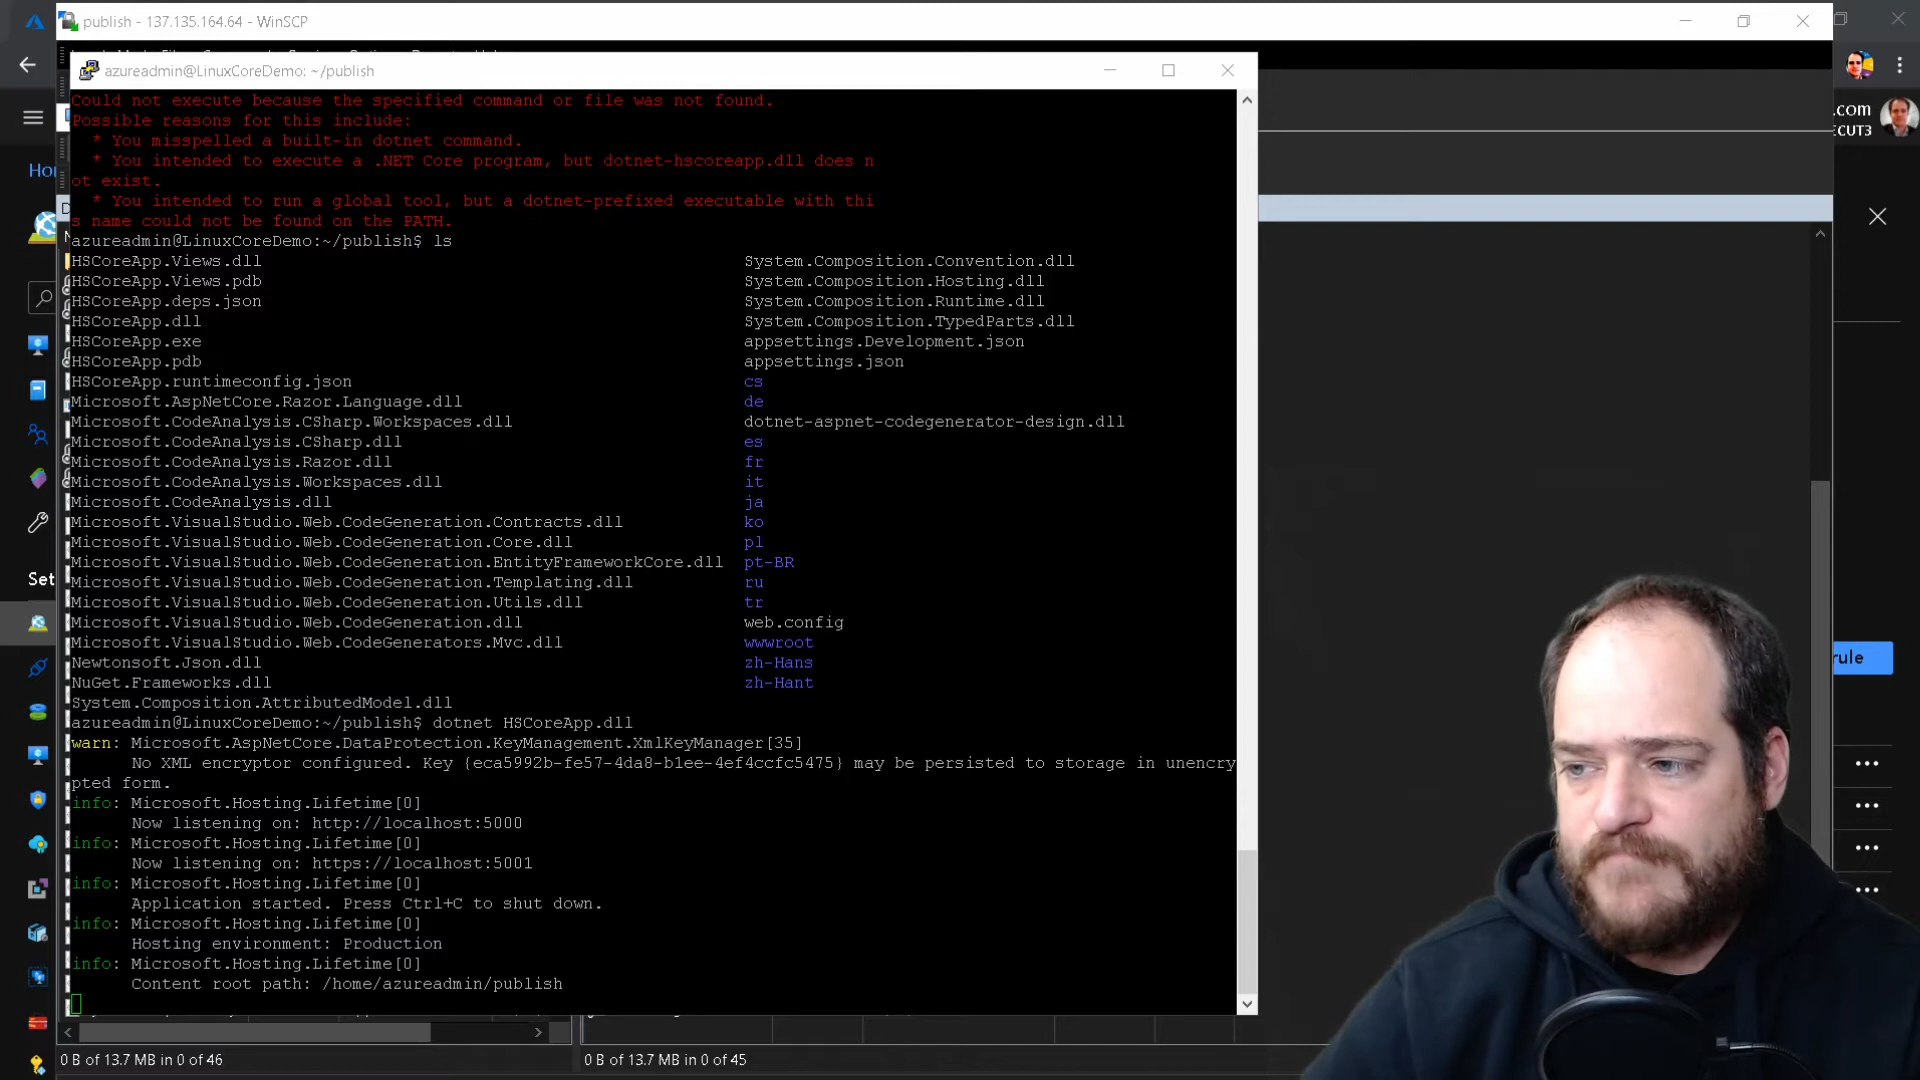 publish - 137.135.164.64 - WinSCP
azureadmin@LinuxCoreDemo: ~/publish
Could not execute because the specified command or file was not found.
Possible reasons for this include:
* You misspelled a built-in dotnet command.
* You intended to execute a .NET Core program, but dotnet-hscoreapp.dll does n
ot exist.
* You intended to run a global tool, but a dotnet-prefixed executable with thi
s name could not be found on the PATH.
azureadmin@LinuxCoreDemo:~/publish$ ls
HSCoreApp.Views.dll System.Composition.Convention.dll
HSCoreApp.Views.pdb System.Composition.Hosting.dll
HSCoreApp.deps.json System.Composition.Runtime.dll
HSCoreApp.dll System.Composition.TypedParts.dll
HSCoreApp.exe appsettings.Development.json
HSCoreApp.pdb appsettings.json
HSCoreApp.runtimeconfig.json cs
Microsoft.AspNetCore.Razor.Language.dll de
Microsoft.CodeAnalysis.CSharp.Workspaces.dll dotnet-aspnet-codegenerator-design.dll
Microsoft.CodeAnalysis.CSharp.dll es
Microsoft.CodeAnalysis.Razor.dll fr
Microsoft.CodeAnalysis.Workspaces.dll it
Microsoft.CodeAnalysis.dll ja
Microsoft.VisualStudio.Web.CodeGeneration.Contracts.dll ko
Microsoft.VisualStudio.Web.CodeGeneration.Core.dll pl
Microsoft.VisualStudio.Web.CodeGeneration.EntityFrameworkCore.dll pt-BR
Microsoft.VisualStudio.Web.CodeGeneration.Templating.dll ru
Microsoft.VisualStudio.Web.CodeGeneration.Utils.dll tr
Microsoft.VisualStudio.Web.CodeGeneration.dll web.config
Microsoft.VisualStudio.Web.CodeGenerators.Mvc.dll wwwroot
Newtonsoft.Json.dll zh-Hans
NuGet.Frameworks.dll zh-Hant
System.Composition.AttributedModel.dll
azureadmin@LinuxCoreDemo:~/publish$ dotnet HSCoreApp.dll
warn: Microsoft.AspNetCore.DataProtection.KeyManagement.XmlKeyManager[35]
No XML encryptor configured. Key {eca5992b-fe57-4da8-b1ee-4ef4ccfc5475} may be persisted to storage in unencry
pted form.
info: Microsoft.Hosting.Lifetime[0]
Now listening on: http://localhost:5000
info: Microsoft.Hosting.Lifetime[0]
Now listening on: https://localhost:5001
info: Microsoft.Hosting.Lifetime[0]
Application started. Press Ctrl+C to shut down.
info: Microsoft.Hosting.Lifetime[0]
Hosting environment: Production
info: Microsoft.Hosting.Lifetime[0]
Content root path: /home/azureadmin/publish
0 B of 13.7 MB in 0 of 46
0 B of 13.7 MB in 0 of 45
Hor
Set
.com
ECUT3
rule